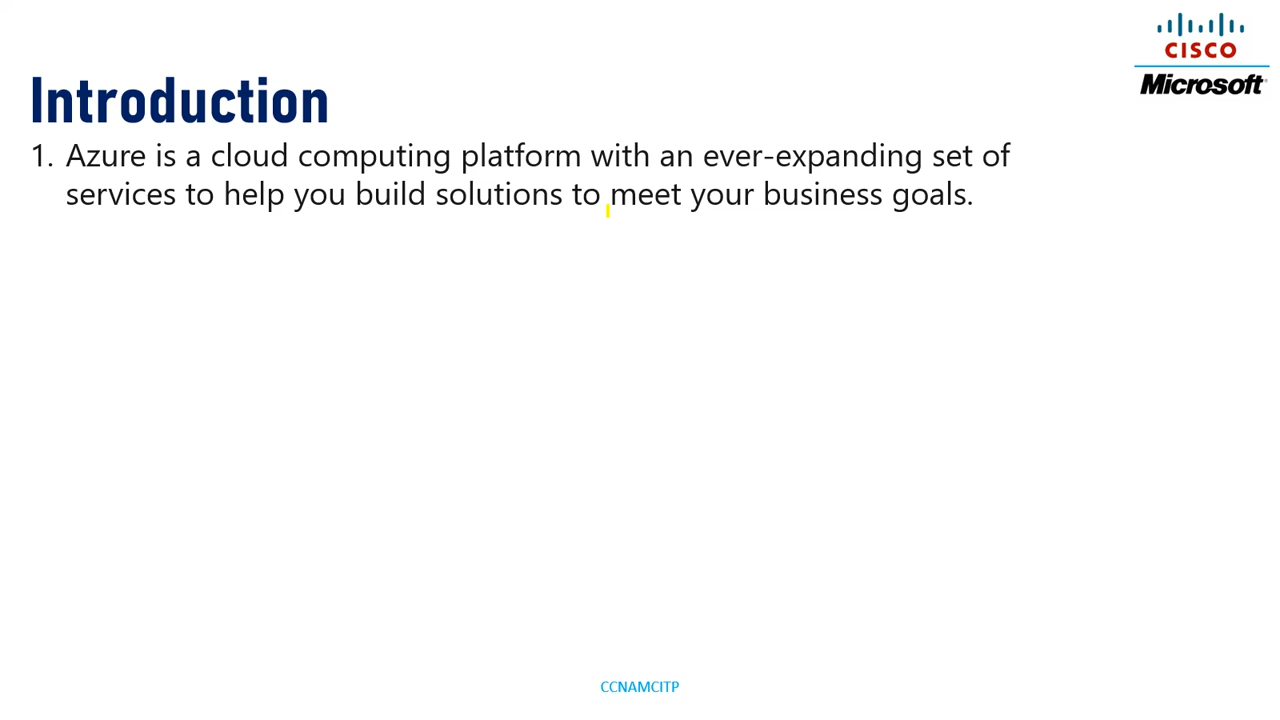 CISCO
Microsoft
Introduction
1. Azure is a cloud computing platform with an ever-expanding set of
services to help you build solutions to meet your business goals.
CCNAMCITP